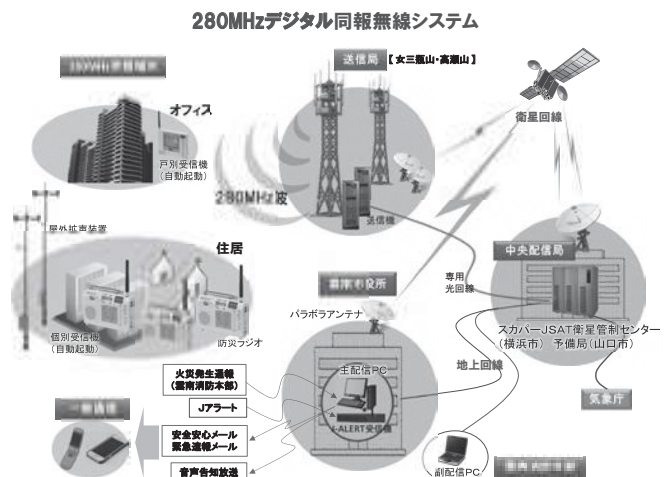 280MHzデジタル同報無線システム
送信局
【女三瓶山・高瀬山】
オフィス
戸別受信機
(自動起動)
280MHz波
送信機
衛星回線
屋外拡声装置
住居
個別受信機
(自動起動)
防災ラジオ
専用
光回線
中央配信局
スカパーJSAT衛星管制センター
(横浜市) 予備局(山口市)
市役所
パラボラアンテナ
主配信PC
J-ALERT受信機
地上回線
気象庁
火災発生通報
(雲南消防本部)
Jアラート
安全安心メール
緊急速報メール
音声告知放送
副配信PC